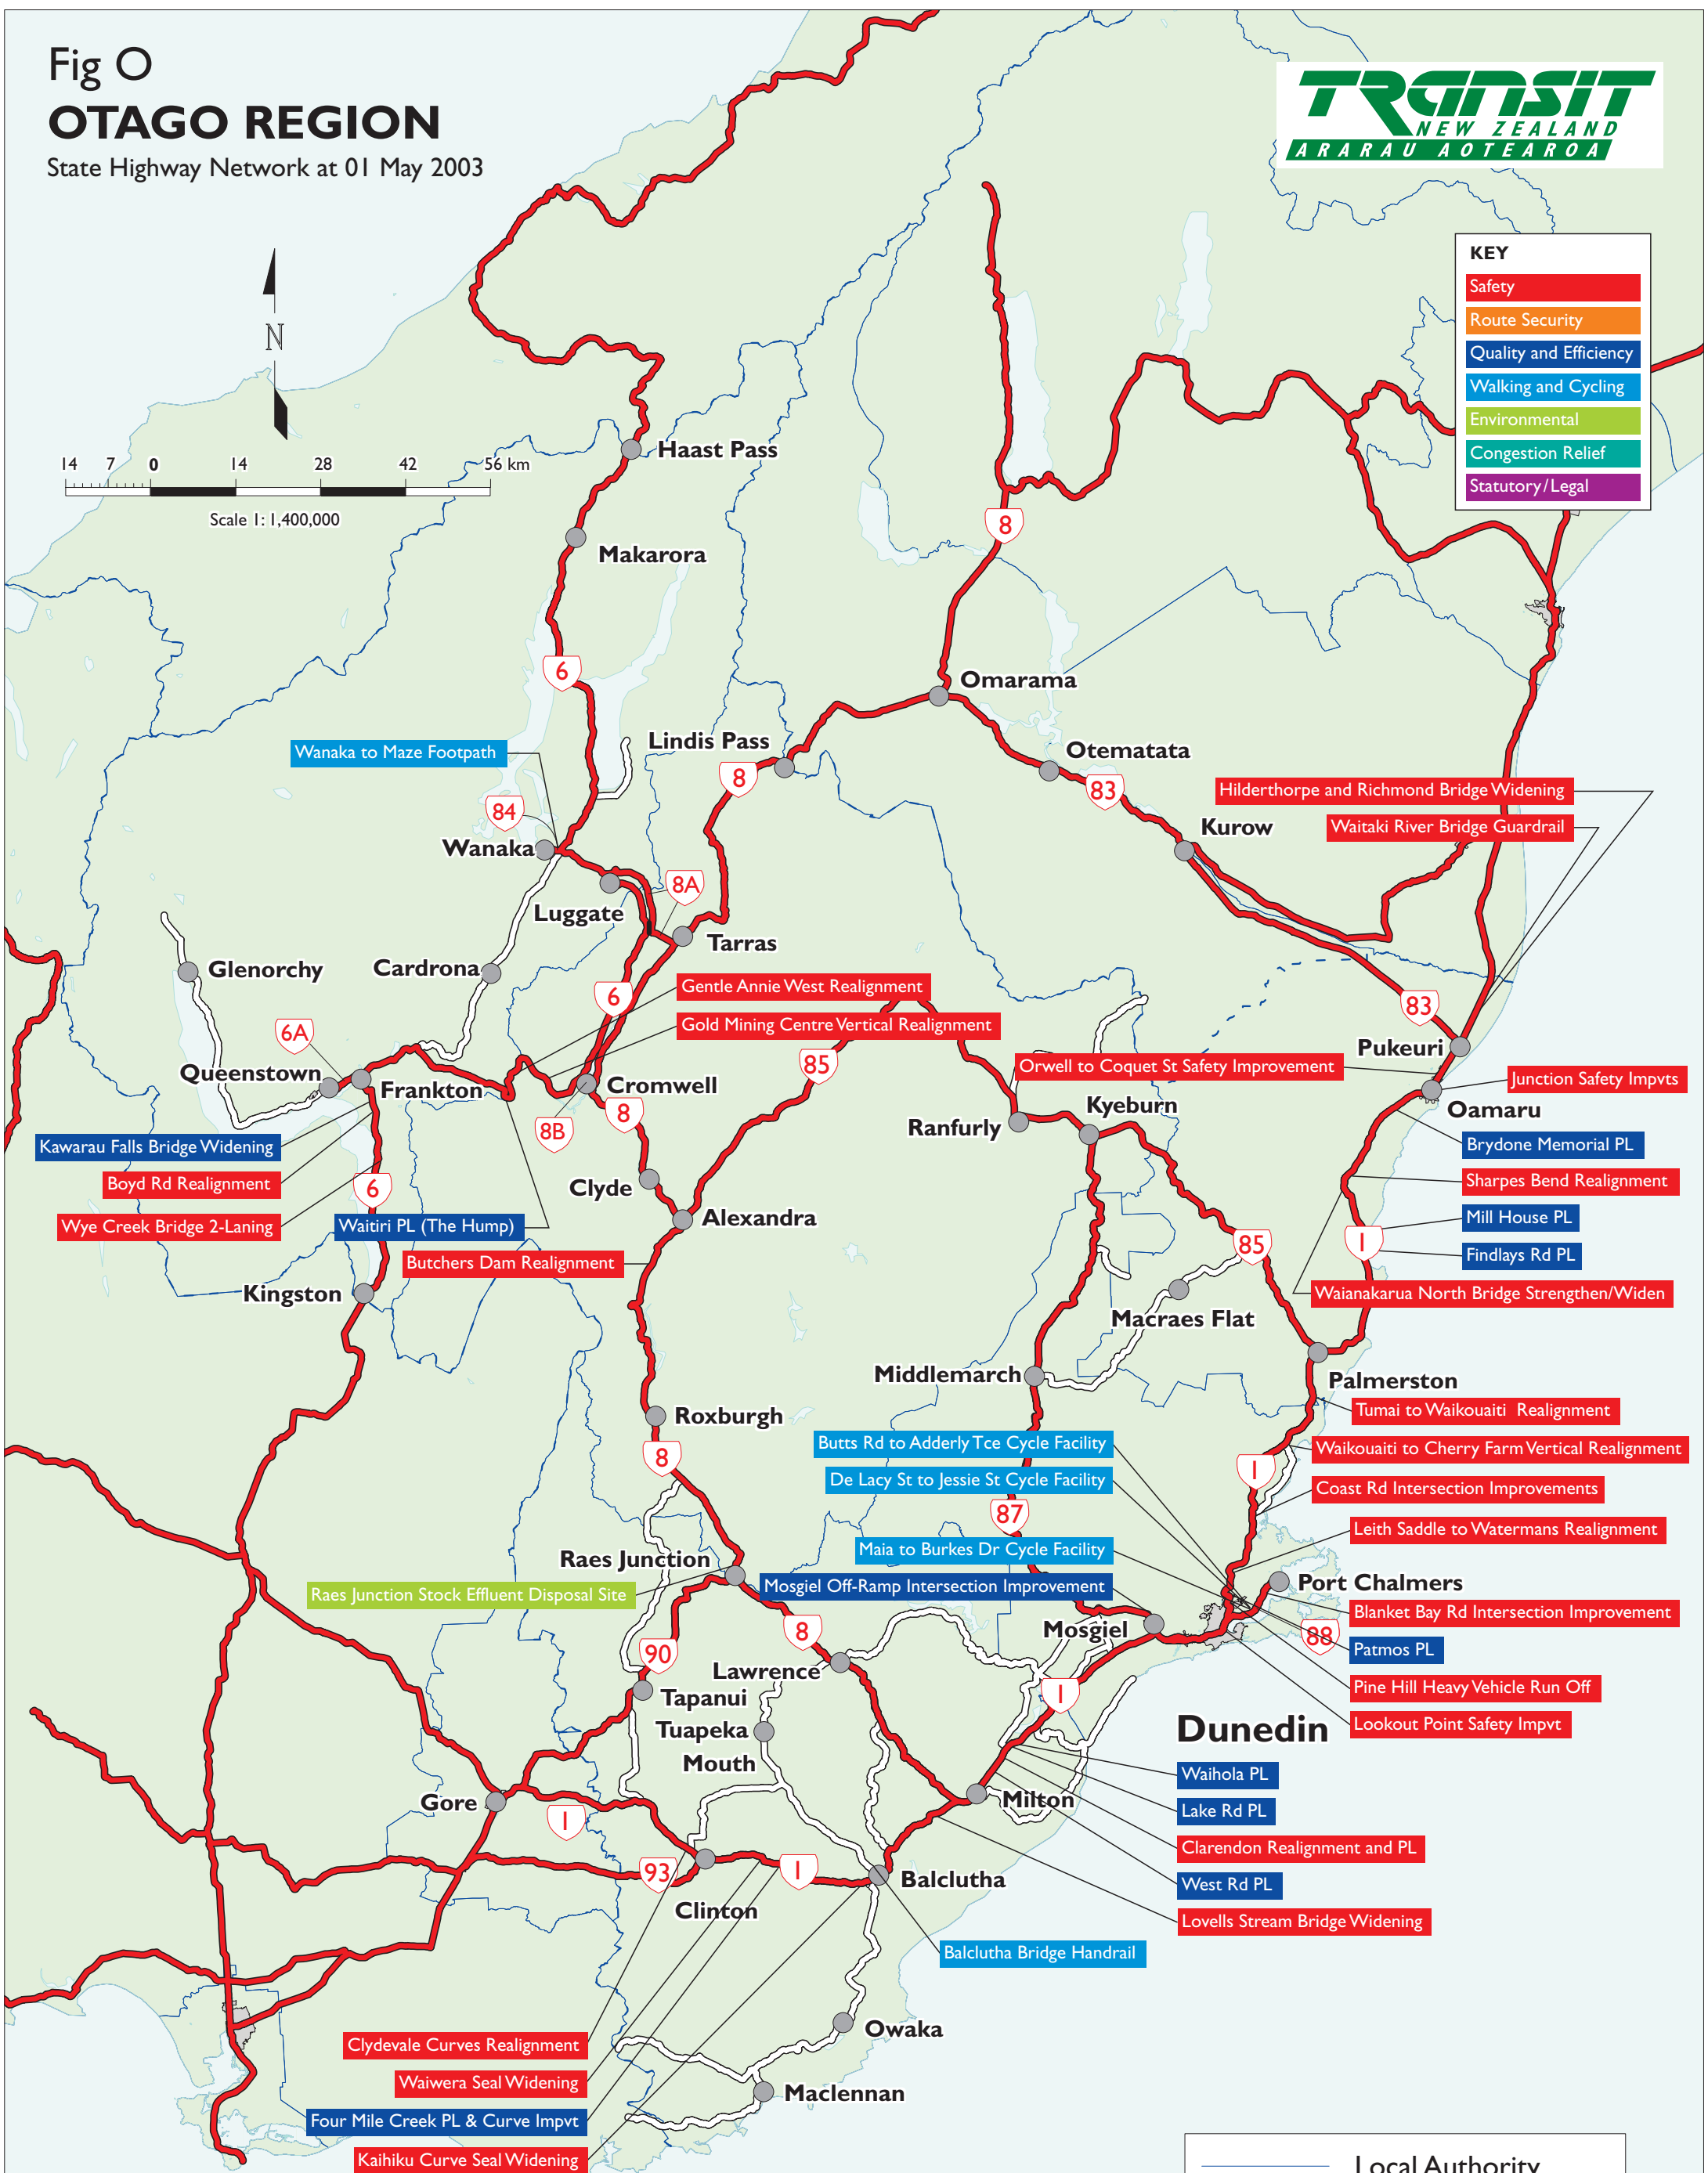 Fig O
OTAGO REGION
State Highway Network at 01 May 2003
TRANSIT
NEW ZEALAND
ARARAU AOTEAROA
KEY
Safety
Route Security
Quality and Efficiency
Walking and Cycling
Environmental
Congestion Relief
Statutory/Legal
N
14 7 0 14 28 42 56 km
Scale 1: 1,400,000
Haast Pass
8
Makarora
6
Omarama
Lindis Pass
Wanaka to Maze Footpath
Otematata
8
83
Hilderthorpe and Richmond Bridge Widening
84
Kurow
Waitaki River Bridge Guardrail
Wanaka
8A
Luggate
Tarras
Glenorchy
Cardrona
Gentle Annie West Realignment
6
83
Gold Mining Centre Vertical Realignment
6A
Pukeuri
85
Orwell to Coquet St Safety Improvement
Queenstown
Frankton
Cromwell
Junction Safety Impvts
8
Kyeburn
Oamaru
8B
Ranfurly
Kawarau Falls Bridge Widening
Brydone Memorial PL
Boyd Rd Realignment
6
Clyde
Sharpes Bend Realignment
Wye Creek Bridge 2-Laning
Waitiri PL (The Hump)
Alexandra
Mill House PL
85
1
Butchers Dam Realignment
Findlays Rd PL
Kingston
Waianakarua North Bridge Strengthen/Widen
Macraes Flat
Middlemarch
Palmerston
Roxburgh
Tumai to Waikouaiti Realignment
Butts Rd to Adderly Tce Cycle Facility
Waikouaiti to Cherry Farm Vertical Realignment
8
1
De Lacy St to Jessie St Cycle Facility
Coast Rd Intersection Improvements
87
Leith Saddle to Watermans Realignment
Maia to Burkes Dr Cycle Facility
Raes Junction
Mosgiel Off-Ramp Intersection Improvement
Port Chalmers
Raes Junction Stock Effluent Disposal Site
Blanket Bay Rd Intersection Improvement
8
Mosgiel
88
90
Patmos PL
Lawrence
Tapanui
1
Pine Hill Heavy Vehicle Run Off
Tuapeka
Mouth
Dunedin
Lookout Point Safety Impvt
Waihola PL
Gore
Milton
Lake Rd PL
1
Clarendon Realignment and PL
93
1
Balclutha
West Rd PL
Clinton
Lovells Stream Bridge Widening
Balclutha Bridge Handrail
Owaka
Clydevale Curves Realignment
Waiwera Seal Widening
Maclennan
Four Mile Creek PL & Curve Impvt
Kaihiku Curve Seal Widening
Local Authority